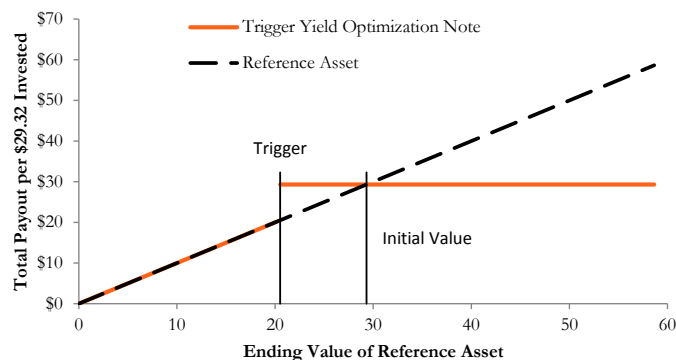 $70
Trigger Yield Optimization Note
$60
Reference Asset
$50
$40
Trigger
$30
$20
Initial Value
$10
$0
0 10 20 30 40 50 60
Total Payout per $29.32 Invested
Ending Value of Reference Asset